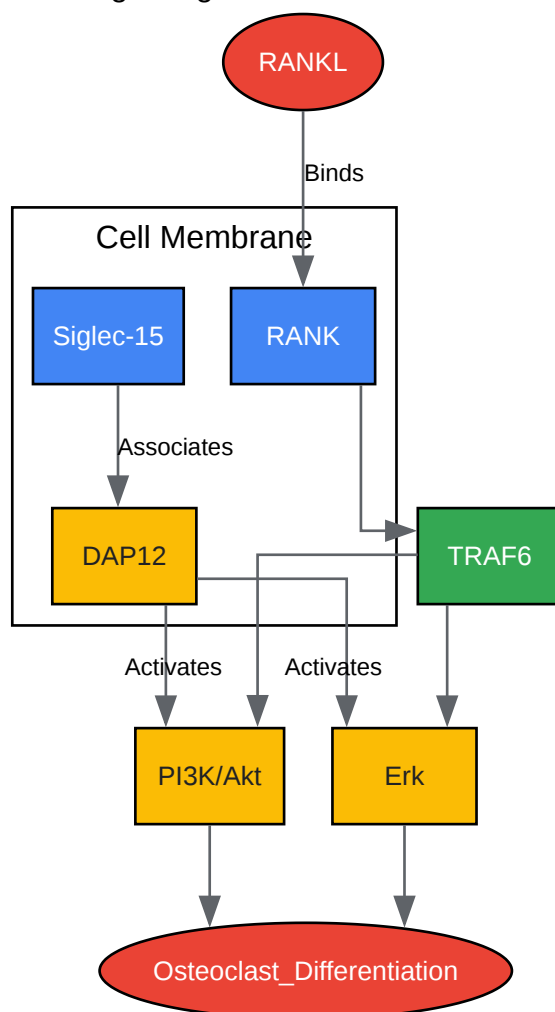 RANKL
Binds
Cell Membrane
Siglec-15
RANK
Associates
DAP12
TRAF6
Activates
Activates
PI3K/Akt
Erk
Osteoclast_Differentiation